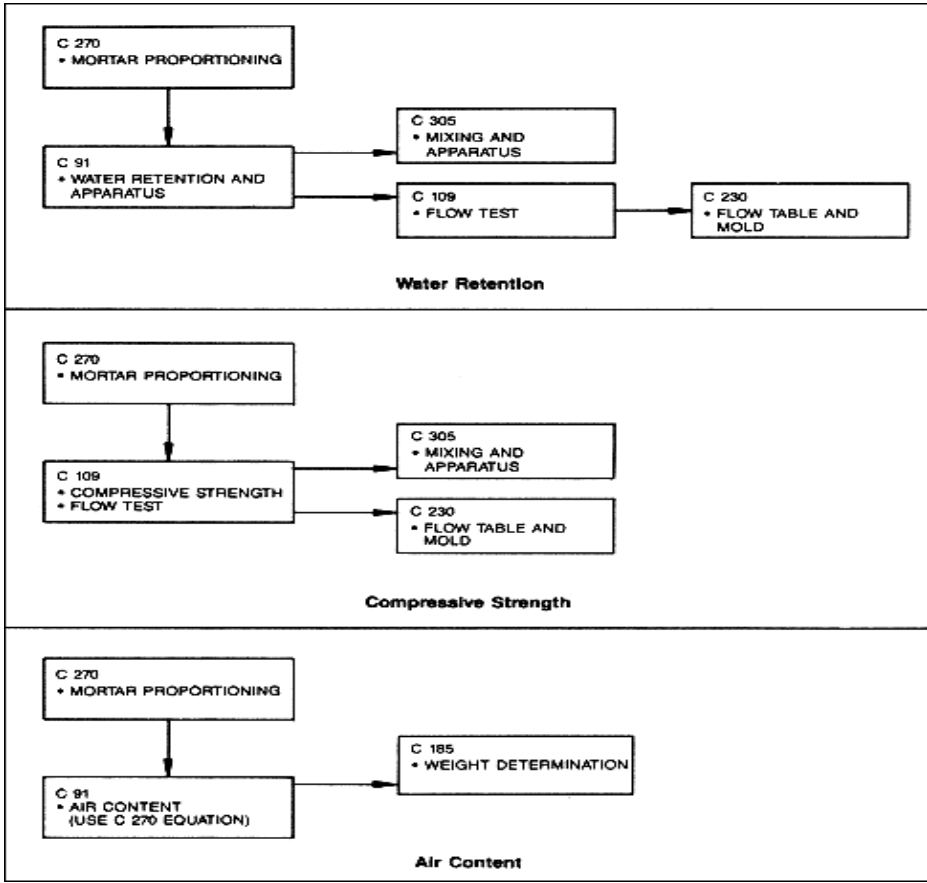 C 270
• MORTAR PROPORTIONING
C 305
• MIXING AND
APPARATUS
C 91
• WATER RETENTION AND
APPARATUS
C 109
• FLOW TEST
C 230
• FLOW TABLE AND
MOLD
Water Retention
C 270
• MORTAR PROPORTIONING
C 305
• MIXING AND
APPARATUS
C 109
• COMPRESSIVE STRENGTH
• FLOW TEST
C 230
• FLOW TABLE AND
MOLD
Compressive Strength
C 270
• MORTAR PROPORTIONING
C 185
• WEIGHT DETERMINATION
C 91
• AIR CONTENT
(USE C 270 EQUATION)
Air Content